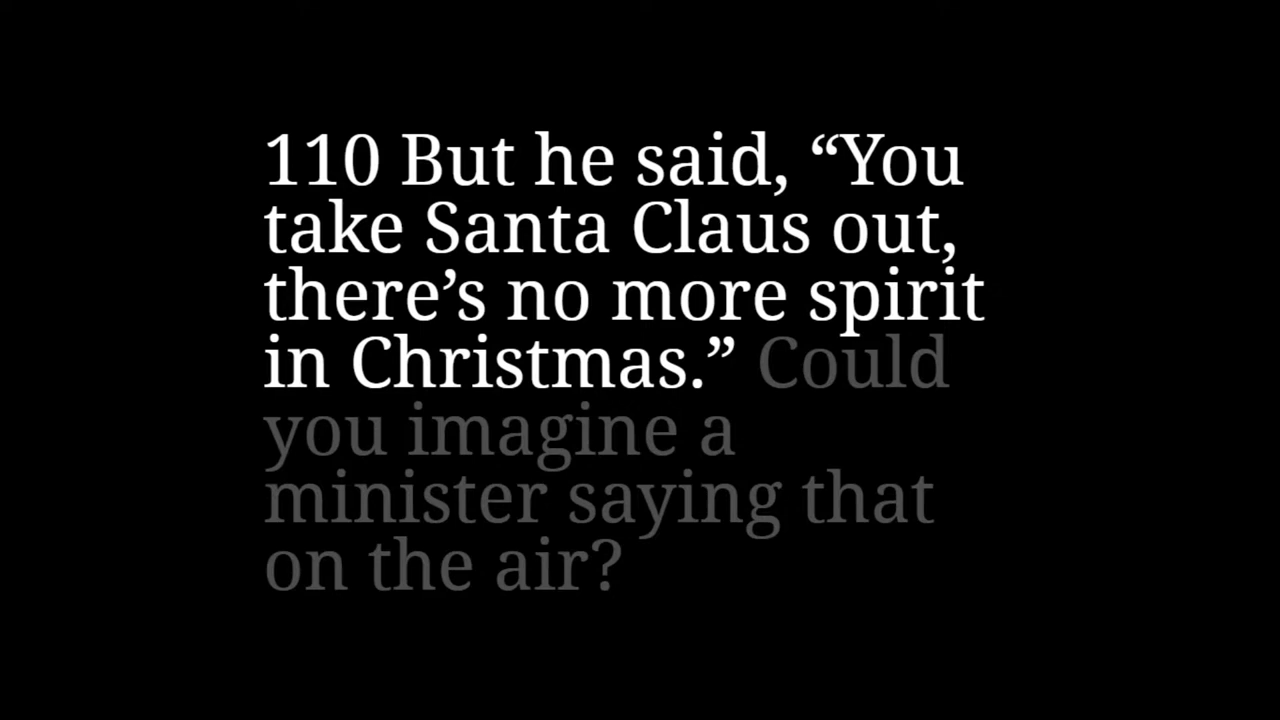 110 But he said, “You
take Santa Claus out,
there’s no more spirit
in Christmas.” Could
you imagine a
minister saying that
on the air?